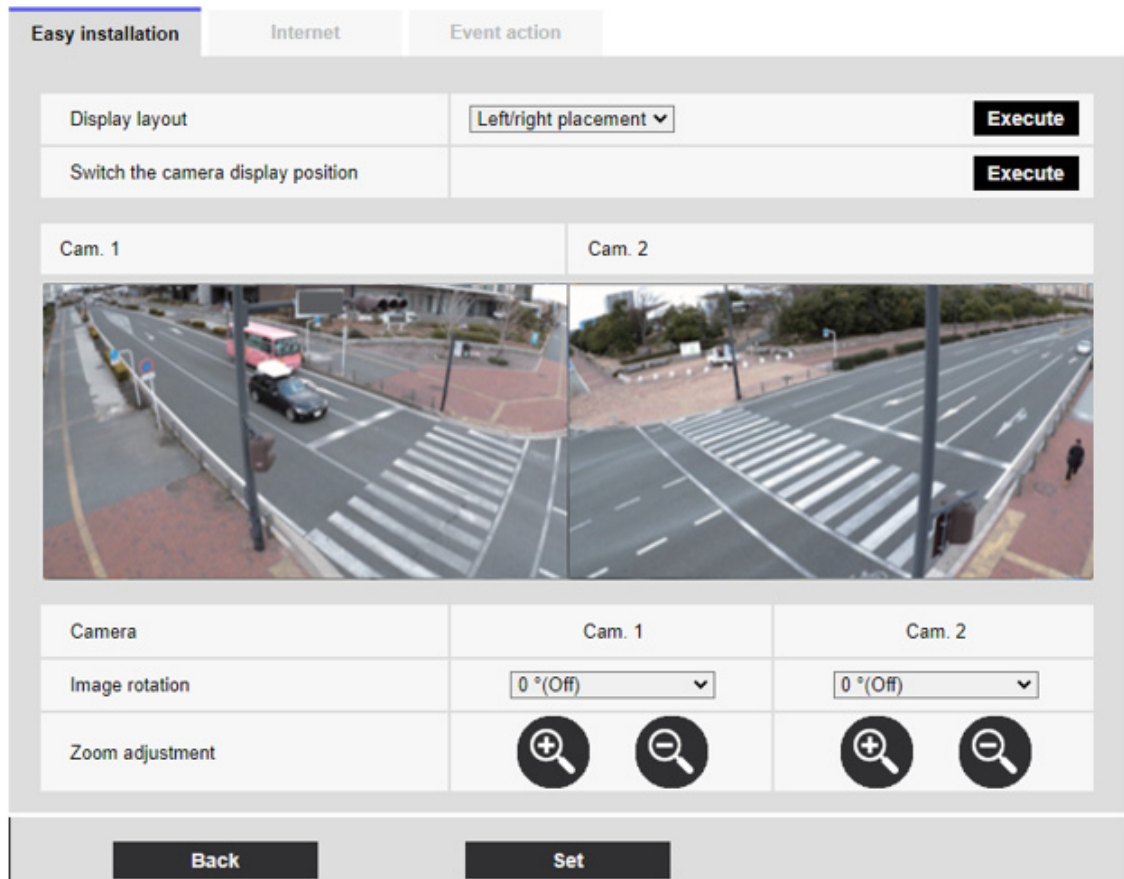 Easy installation
Internet
Event action
Display layout
Left/right placement
Execute
Switch the camera display position
Execute
Cam. 1
Cam. 2
Camera
Cam. 1
Cam. 2
Image rotation
0 °(Off)
0 °(Off)
Zoom adjustment
Back
Set